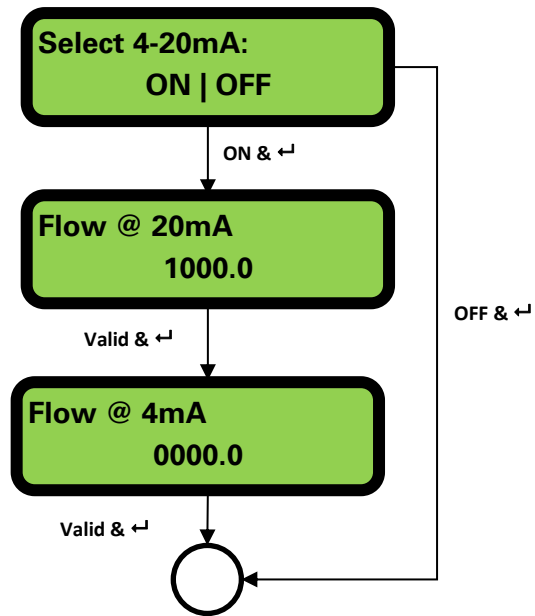 Select 4-20mA:
ON | OFF
ON & ↵
Flow @ 20mA
1000.0
OFF & ↵
Valid & ↵
Flow @ 4mA
0000.0
Valid & ↵